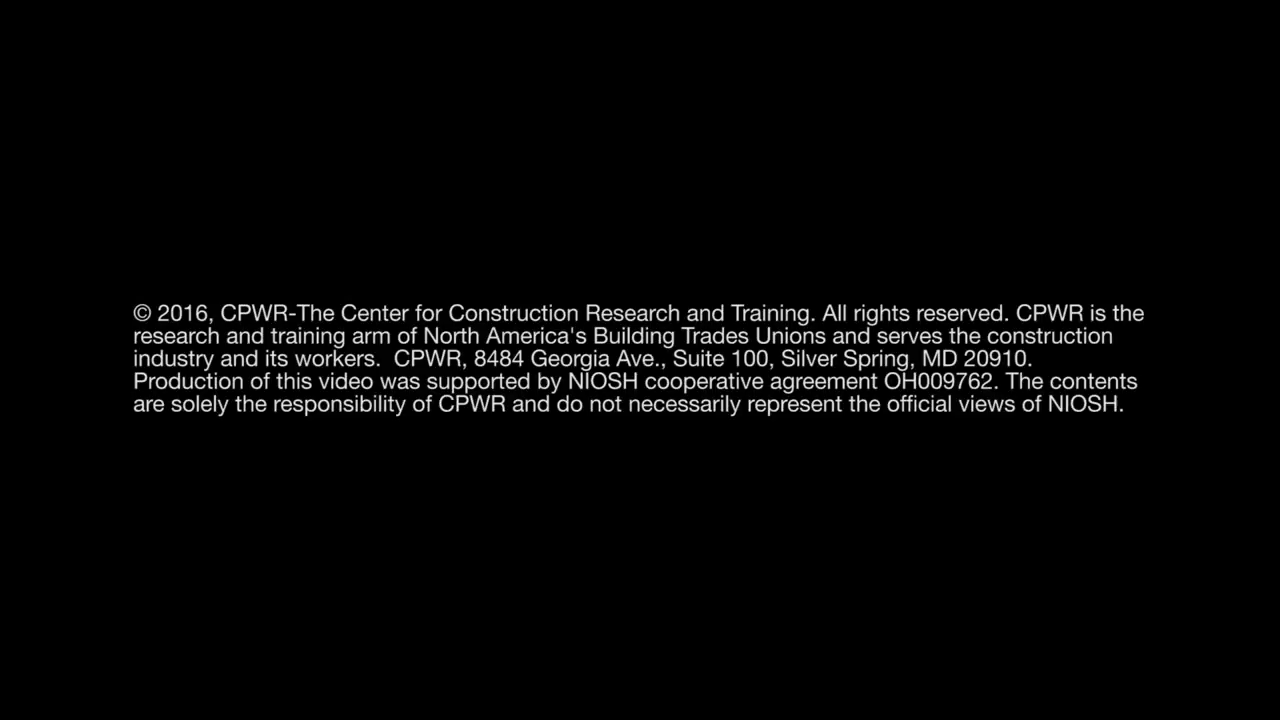 © 2016, CPWR-The Center for Construction Research and Training. All rights reserved. CPWR is the
research and training arm of North America's Building Trades Unions and serves the construction
industry and its workers.  CPWR, 8484 Georgia Ave., Suite 100, Silver Spring, MD 20910.
Production of this video was supported by NIOSH cooperative agreement OH009762. The contents
are solely the responsibility of CPWR and do not necessarily represent the official views of NIOSH.